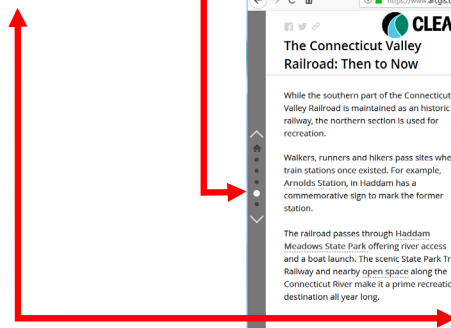 https://www.arcgis.c
CLEA
The Connecticut Valley
Railroad: Then to Now
While the southern part of the Connecticut
Valley Railroad is maintained as an historic
railway, the northern section is used for
recreation.
Walkers, runners and hikers pass sites whe
train stations once existed. For example,
Arnolds Station, in Haddam has a
commemorative sign to mark the former
station.
The railroad passes through Haddam
Meadows State Park offering river access
and a boat launch. The scenic State Park Tr
Railway and nearby open space along the
Connecticut River make it a prime recreatio
destination all year long.